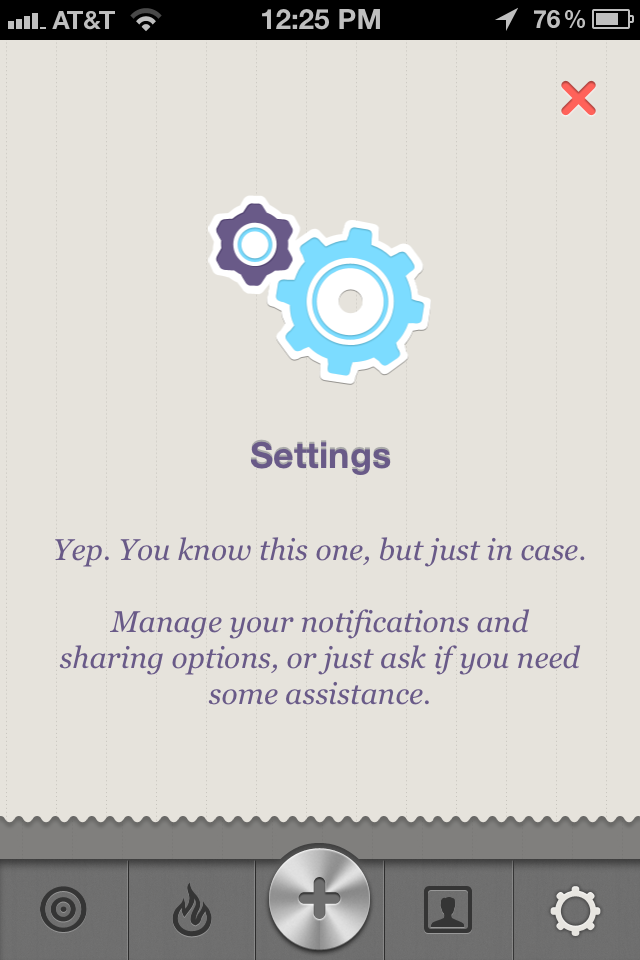 AT&T 12:25 PM 76%
Settings
Yep. You know this one, but just in case.
Manage your notifications and
sharing options, or just ask if you need
some assistance.